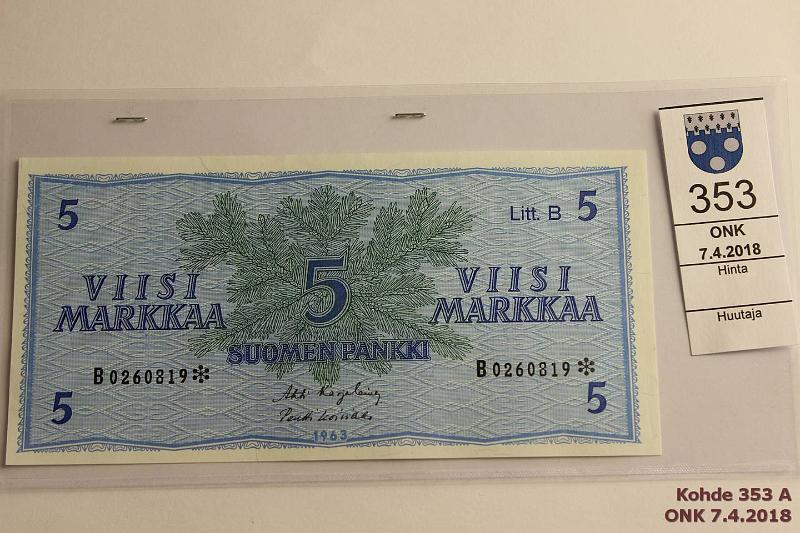 5
Litt. B 5
5
VIISI
MARKKAA
VIISI
MARKKAA
SUOMEN PANKKI
B0260819*
B0260819*
5
5
1963
353
ONK
7.4.2018
Hinta
Huutaja
Kohde 353 A
ONK 7.4.2018